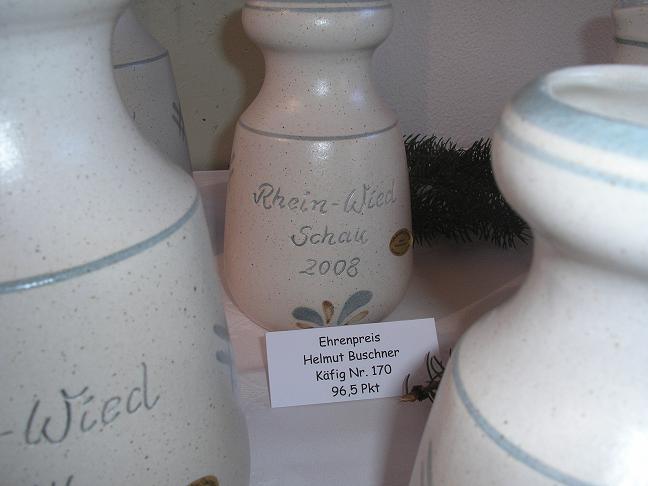 Rhein-Wied
Schau
2008
Ehrenpreis
Helmut Buschner
Käfig Nr. 170
96,5 Pkt
- Wied